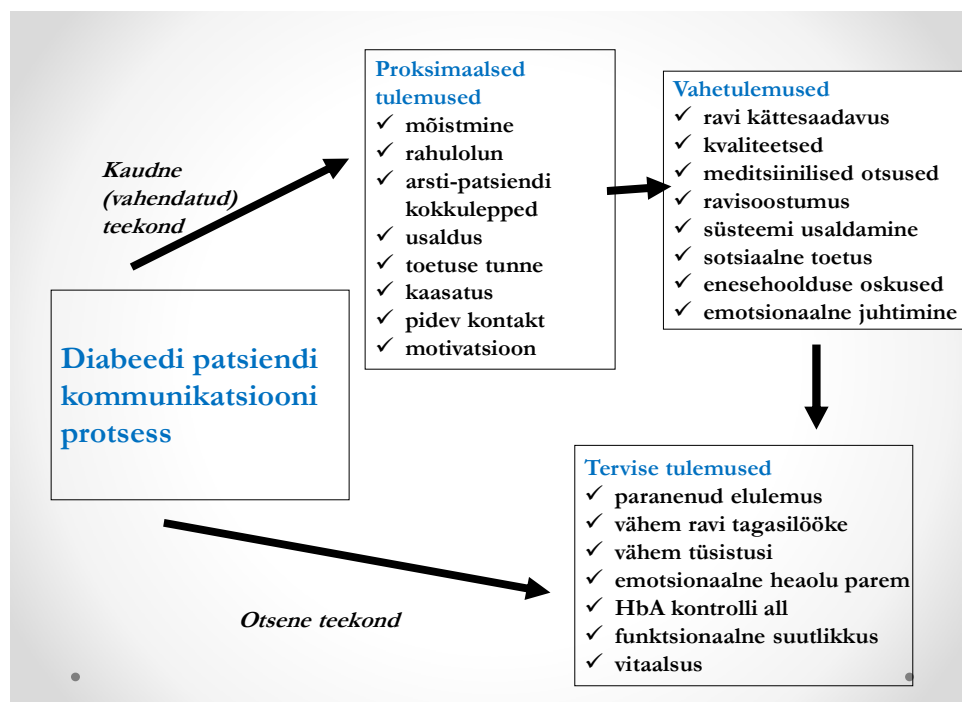 Kaudne
(vahendatud)
teekond
Diabeedi patsiendi
kommunikatsiooni
protsess
Proksimaalsed
tulemused
✓ mõistmine
✓ rahulolun
✓ arsti-patsiendi
kokkulepped
✓ usaldus
✓ toetuse tunne
✓ kaasatus
✓ pidev kontakt
✓ motivatsioon
Vahetulemused
✓ ravi kättesaadavus
✓ kvaliteetsed
✓ meditsiinilised otsused
✓ ravisoostumus
✓ süsteemi usaldamine
✓ sotsiaalne toetus
✓ enesehoolduse oskused
✓ emotsionaalne juhtimine
Otsene teekond
Tervise tulemused
✓ paranenud elulemus
✓ vähem ravi tagasilööke
✓ vähem tüsistusi
✓ emotsionaalne heaolu parem
✓ HbA kontrolli all
✓ funktsionaalne suutlikkus
✓ vitaalsus